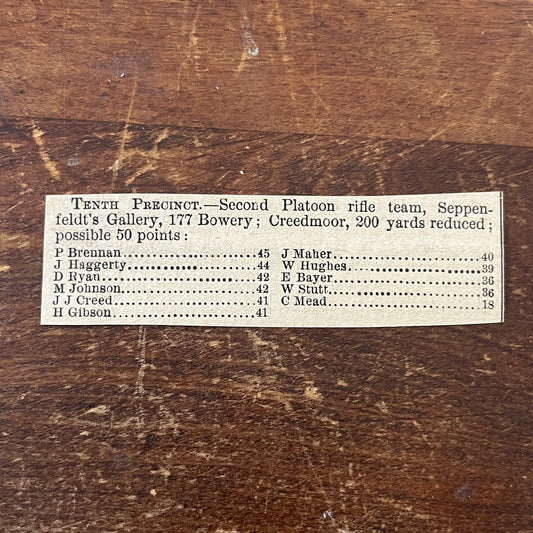 TENTH PRECINCT.—Second Platoon rifle team, Seppen-
feldt's Gallery, 177 Bowery; Creedmoor, 200 yards reduced;
possible 50 points:
P Brennan........................45
J Haggerty.......................44
D Ryan...........................42
M Johnson........................42
J J Creed........................41
H Gibson.........................41
J Maher..........................40
W Hughes.........................39
E Bayer..........................36
W Stutt..........................36
C Mead...........................18